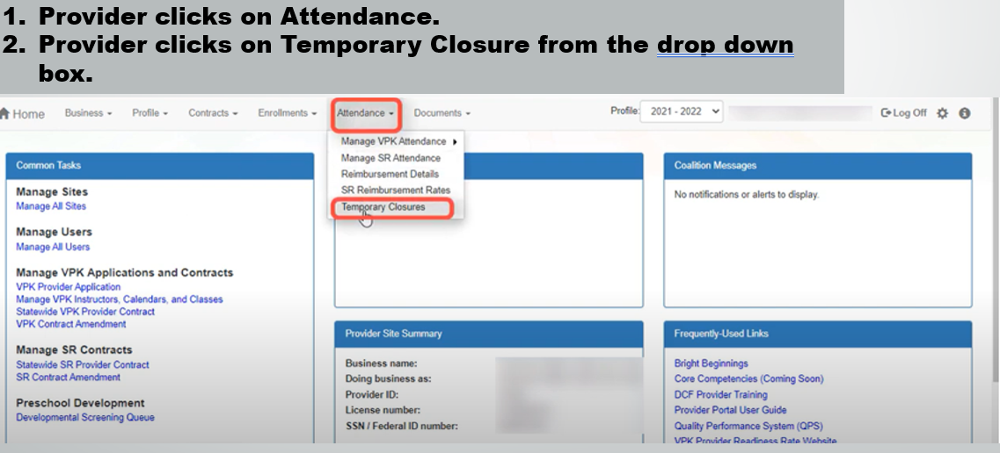 1. Provider clicks on Attendance.
2. Provider clicks on Temporary Closure from the drop down
box.
Home Business Profile Contracts Enrollments Attendance Documents Profile: 2021 - 2022 Log Off
Manage VPK Attendance
Manage SR Attendance
Reimbursement Details
SR Reimbursement Rates
Temporary Closures
Common Tasks
Manage Sites
Manage All Sites
Manage Users
Manage All Users
Manage VPK Applications and Contracts
VPK Provider Application
Manage VPK Instructors, Calendars, and Classes
Statewide VPK Provider Contract
VPK Contract Amendment
Manage SR Contracts
Statewide SR Provider Contract
SR Contract Amendment
Preschool Development
Developmental Screening Queue
Provider Site Summary
Business name:
Doing business as:
Provider ID:
License number:
SSN / Federal ID number:
Coalition Messages
No notifications or alerts to display.
Frequently-Used Links
Bright Beginnings
Core Competencies (Coming Soon)
DCF Provider Training
Provider Portal User Guide
Quality Performance System (QPS)
VPK Provider Readiness Rate Website